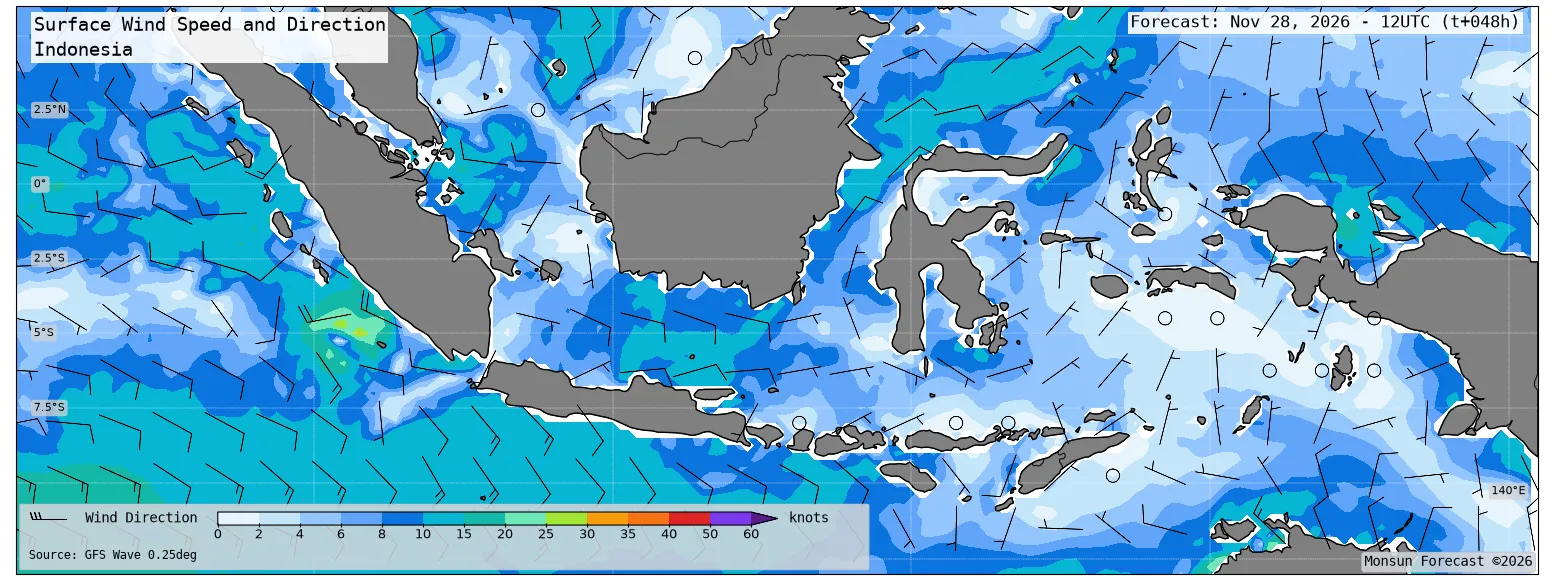 Surface Wind Speed and Direction
Indonesia
Forecast: Nov 28, 2026 - 12UTC (t+048h)
2.5°N
0°
2.5°S
5°S
7.5°S
140°E
Wind Direction
0 2 4 6 8 10 15 20 25 30 35 40 50 60 knots
Source: GFS Wave 0.25deg
Monsun Forecast ©2026